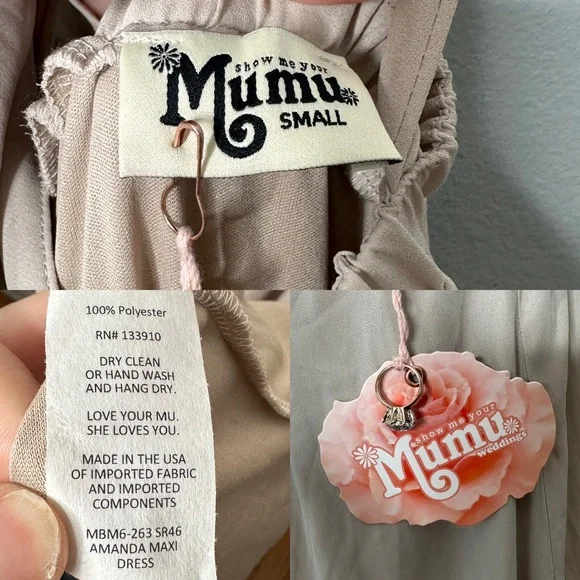 show me your
Mumu
SMALL
100% Polyester
RN# 133910
DRY CLEAN
OR HAND WASH
AND HANG DRY.
LOVE YOUR MU.
SHE LOVES YOU.
MADE IN THE USA
OF IMPORTED FABRIC
AND IMPORTED
COMPONENTS
MBM6-263 SR46
AMANDA MAXI
DRESS
show me your
Mumu
weddings